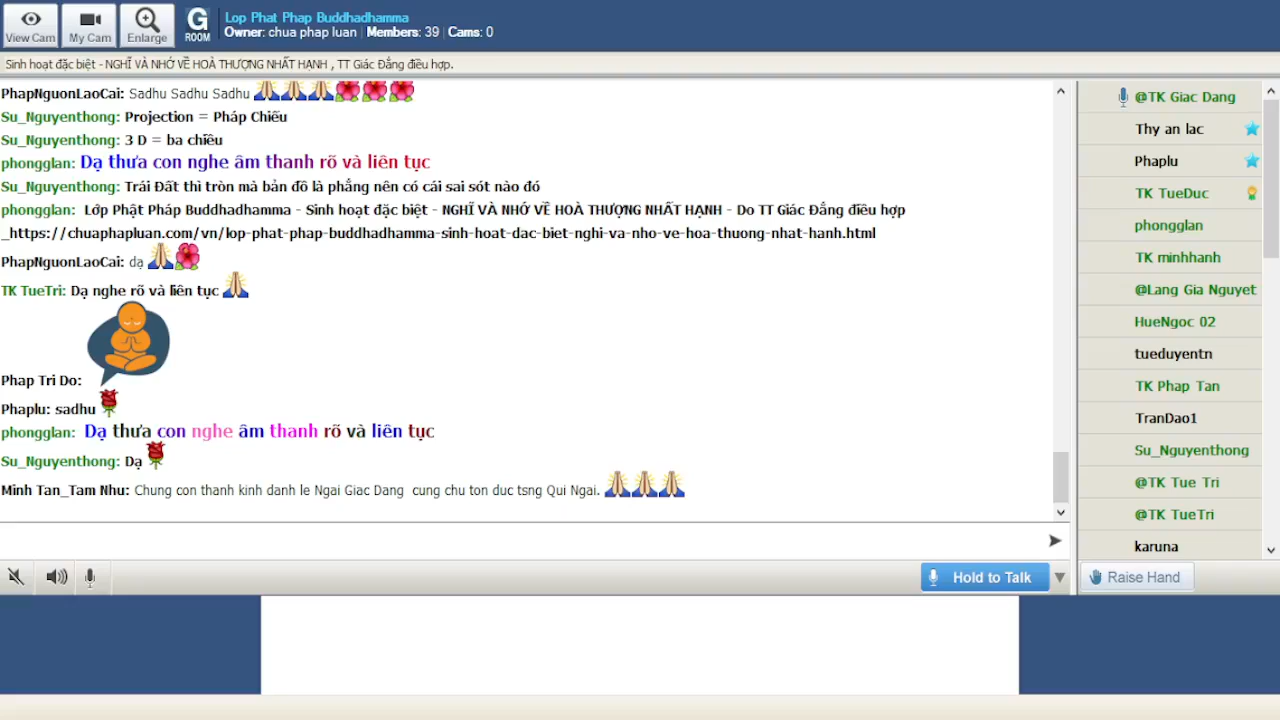 View Cam
My Cam
Enlarge
G
ROOM
Lop Phat Phap Buddhadhamma
Owner: chua phap luan | Members: 39 | Cams: 0
Sinh hoạt đặc biệt - NGHĨ VÀ NHỚ VỀ HOÀ THƯỢNG NHẤT HẠNH , TT Giác Đẳng điều hợp.
PhapNguonLaoCai: Sadhu Sadhu Sadhu
Su_Nguyenthong: Projection = Pháp Chiếu
Su_Nguyenthong: 3 D = ba chiều
phongglan: Dạ thưa con nghe âm thanh rõ và liên tục
Su_Nguyenthong: Trái Đất thì tròn mà bản đồ là phẳng nên có cái sai sót nào đó
phongglan: Lớp Phật Pháp Buddhadhamma - Sinh hoạt đặc biệt - NGHĨ VÀ NHỚ VỀ HOÀ THƯỢNG NHẤT HẠNH - Do TT Giác Đẳng điều hợp
_https://chuaphapluan.com/vn/lop-phat-phap-buddhadhamma-sinh-hoat-dac-biet-nghi-va-nho-ve-hoa-thuong-nhat-hanh.html
PhapNguonLaoCai: dạ
TK TueTri: Dạ nghe rõ và liên tục
Phap Tri Do:
Phaplu: sadhu
phongglan: Dạ thưa con nghe âm thanh rõ và liên tục
Su_Nguyenthong: Dạ
Minh Tan_Tam Nhu: Chung con thanh kinh danh le Ngai Giac Dang cung chu ton duc tsng Qui Ngai.
Hold to Talk
@TK Giac Dang
Thy an lac
Phaplu
TK TueDuc
phongglan
TK minhhanh
@Lang Gia Nguyet
HueNgoc 02
tueduyentn
TK Phap Tan
TranDao1
Su_Nguyenthong
@TK Tue Tri
@TK TueTri
karuna
Raise Hand